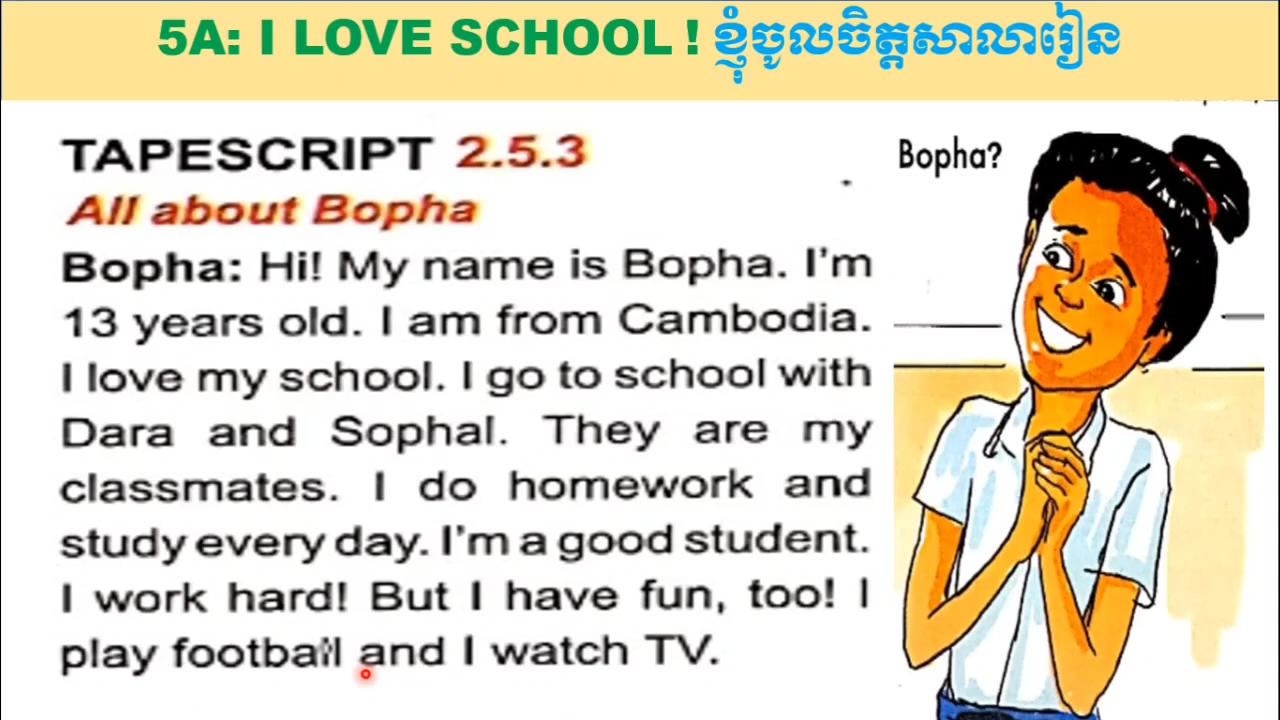 5A: I LOVE SCHOOL ! ខ្ញុំចូលចិត្តសាលារៀន
TAPESCRIPT 2.5.3
Bopha?
All about Bopha
Bopha: Hi! My name is Bopha. I'm
13 years old. I am from Cambodia.
I love my school. I go to school with
Dara and Sophal. They are my
classmates. I do homework and
study every day. I'm a good student.
I work hard! But I have fun, too! I
play football and I watch TV.